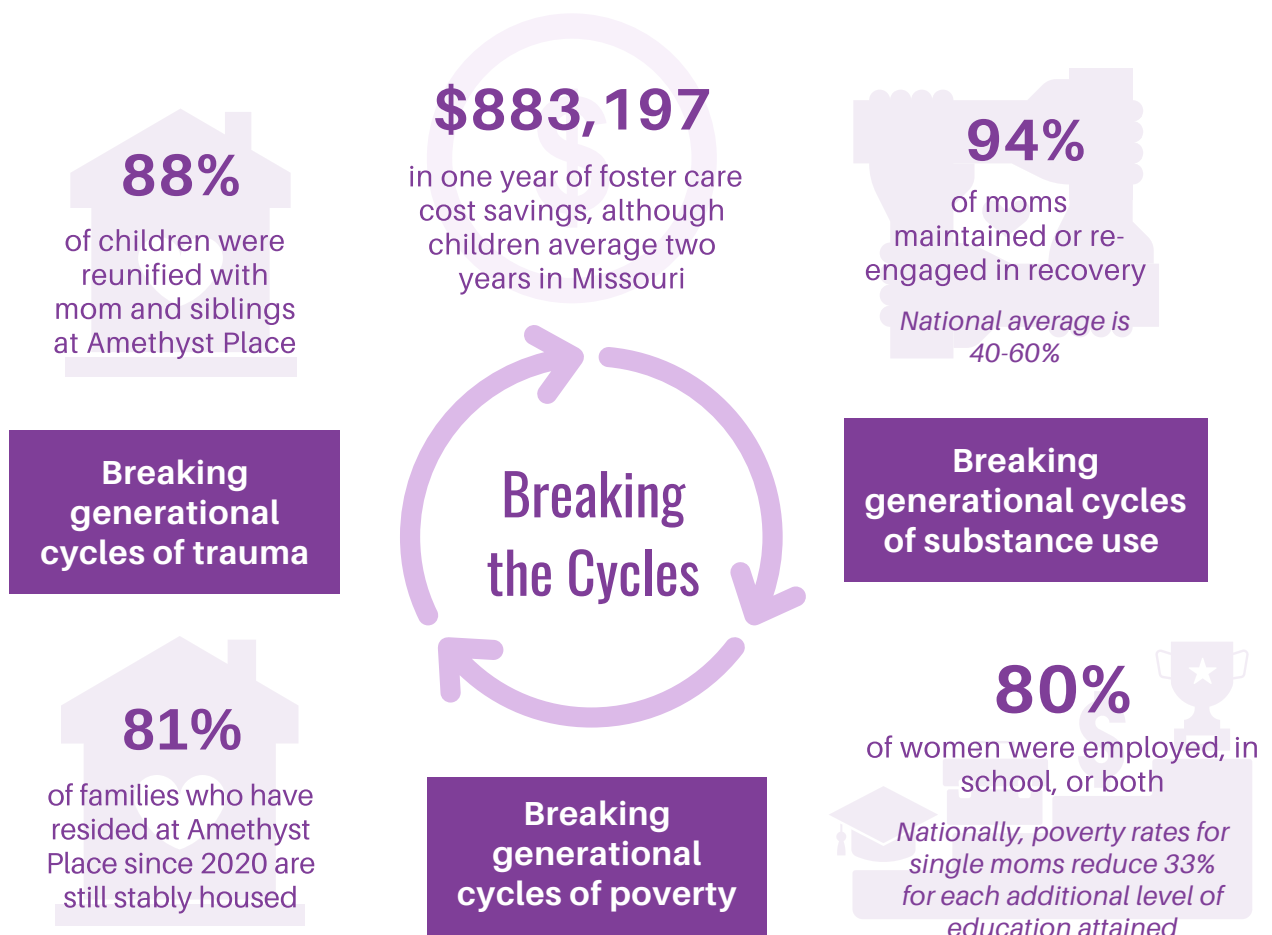 88%
of children were
reunified with
mom and siblings
at Amethyst Place
$883,197
in one year of foster care
cost savings, although
children average two
years in Missouri
94%
of moms
maintained or re-
engaged in recovery
National average is
40-60%
Breaking
generational
cycles of trauma
Breaking
the Cycles
Breaking
generational cycles
of substance use
81%
of families who have
resided at Amethyst
Place since 2020 are
still stably housed
Breaking
generational
cycles of poverty
80%
of women were employed, in
school, or both
Nationally, poverty rates for
single moms reduce 33%
for each additional level of
education attained